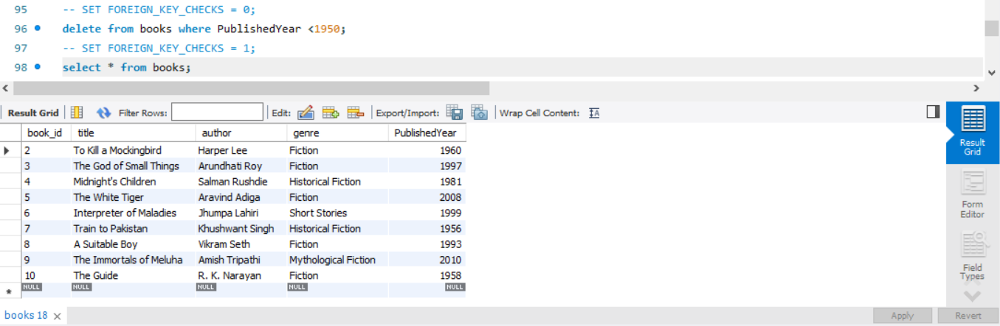 95 -- SET FOREIGN_KEY_CHECKS = 0;
96 delete from books where PublishedYear <1950;
97 -- SET FOREIGN_KEY_CHECKS = 1;
98 select * from books;
Result Grid Filter Rows: Edit: Export/Import: Wrap Cell Content: IA
book_id title author genre PublishedYear
2 To Kill a Mockingbird Harper Lee Fiction 1960
3 The God of Small Things Arundhati Roy Fiction 1997
4 Midnight's Children Salman Rushdie Historical Fiction 1981
5 The White Tiger Aravind Adiga Fiction 2008
6 Interpreter of Maladies Jhumpa Lahiri Short Stories 1999
7 Train to Pakistan Khushwant Singh Historical Fiction 1956
8 A Suitable Boy Vikram Seth Fiction 1993
9 The Immortals of Meluha Amish Tripathi Mythological Fiction 2010
10 The Guide R. K. Narayan Fiction 1958
* NULL NULL NULL NULL NULL
Result
Grid
Form
Editor
Field
Types
books 18 Apply Revert